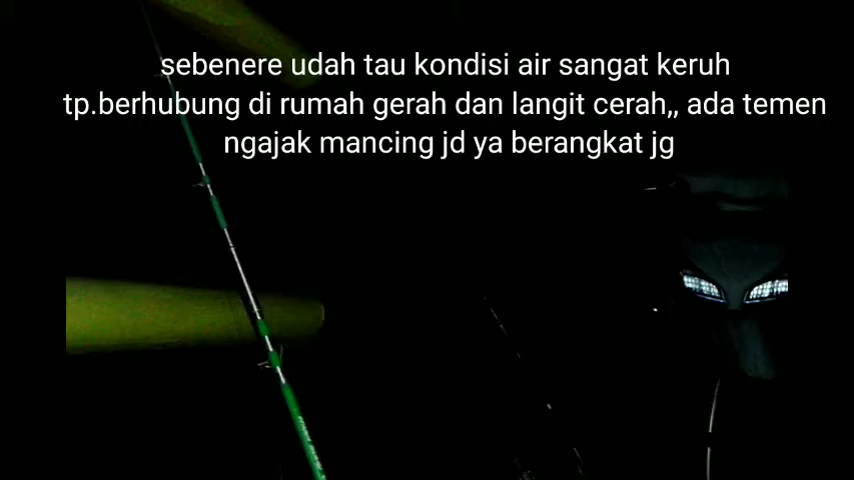 sebenere udah tau kondisi air sangat keruh
tp.berhubung di rumah gerah dan langit cerah,, ada temen
ngajak mancing jd ya berangkat jg